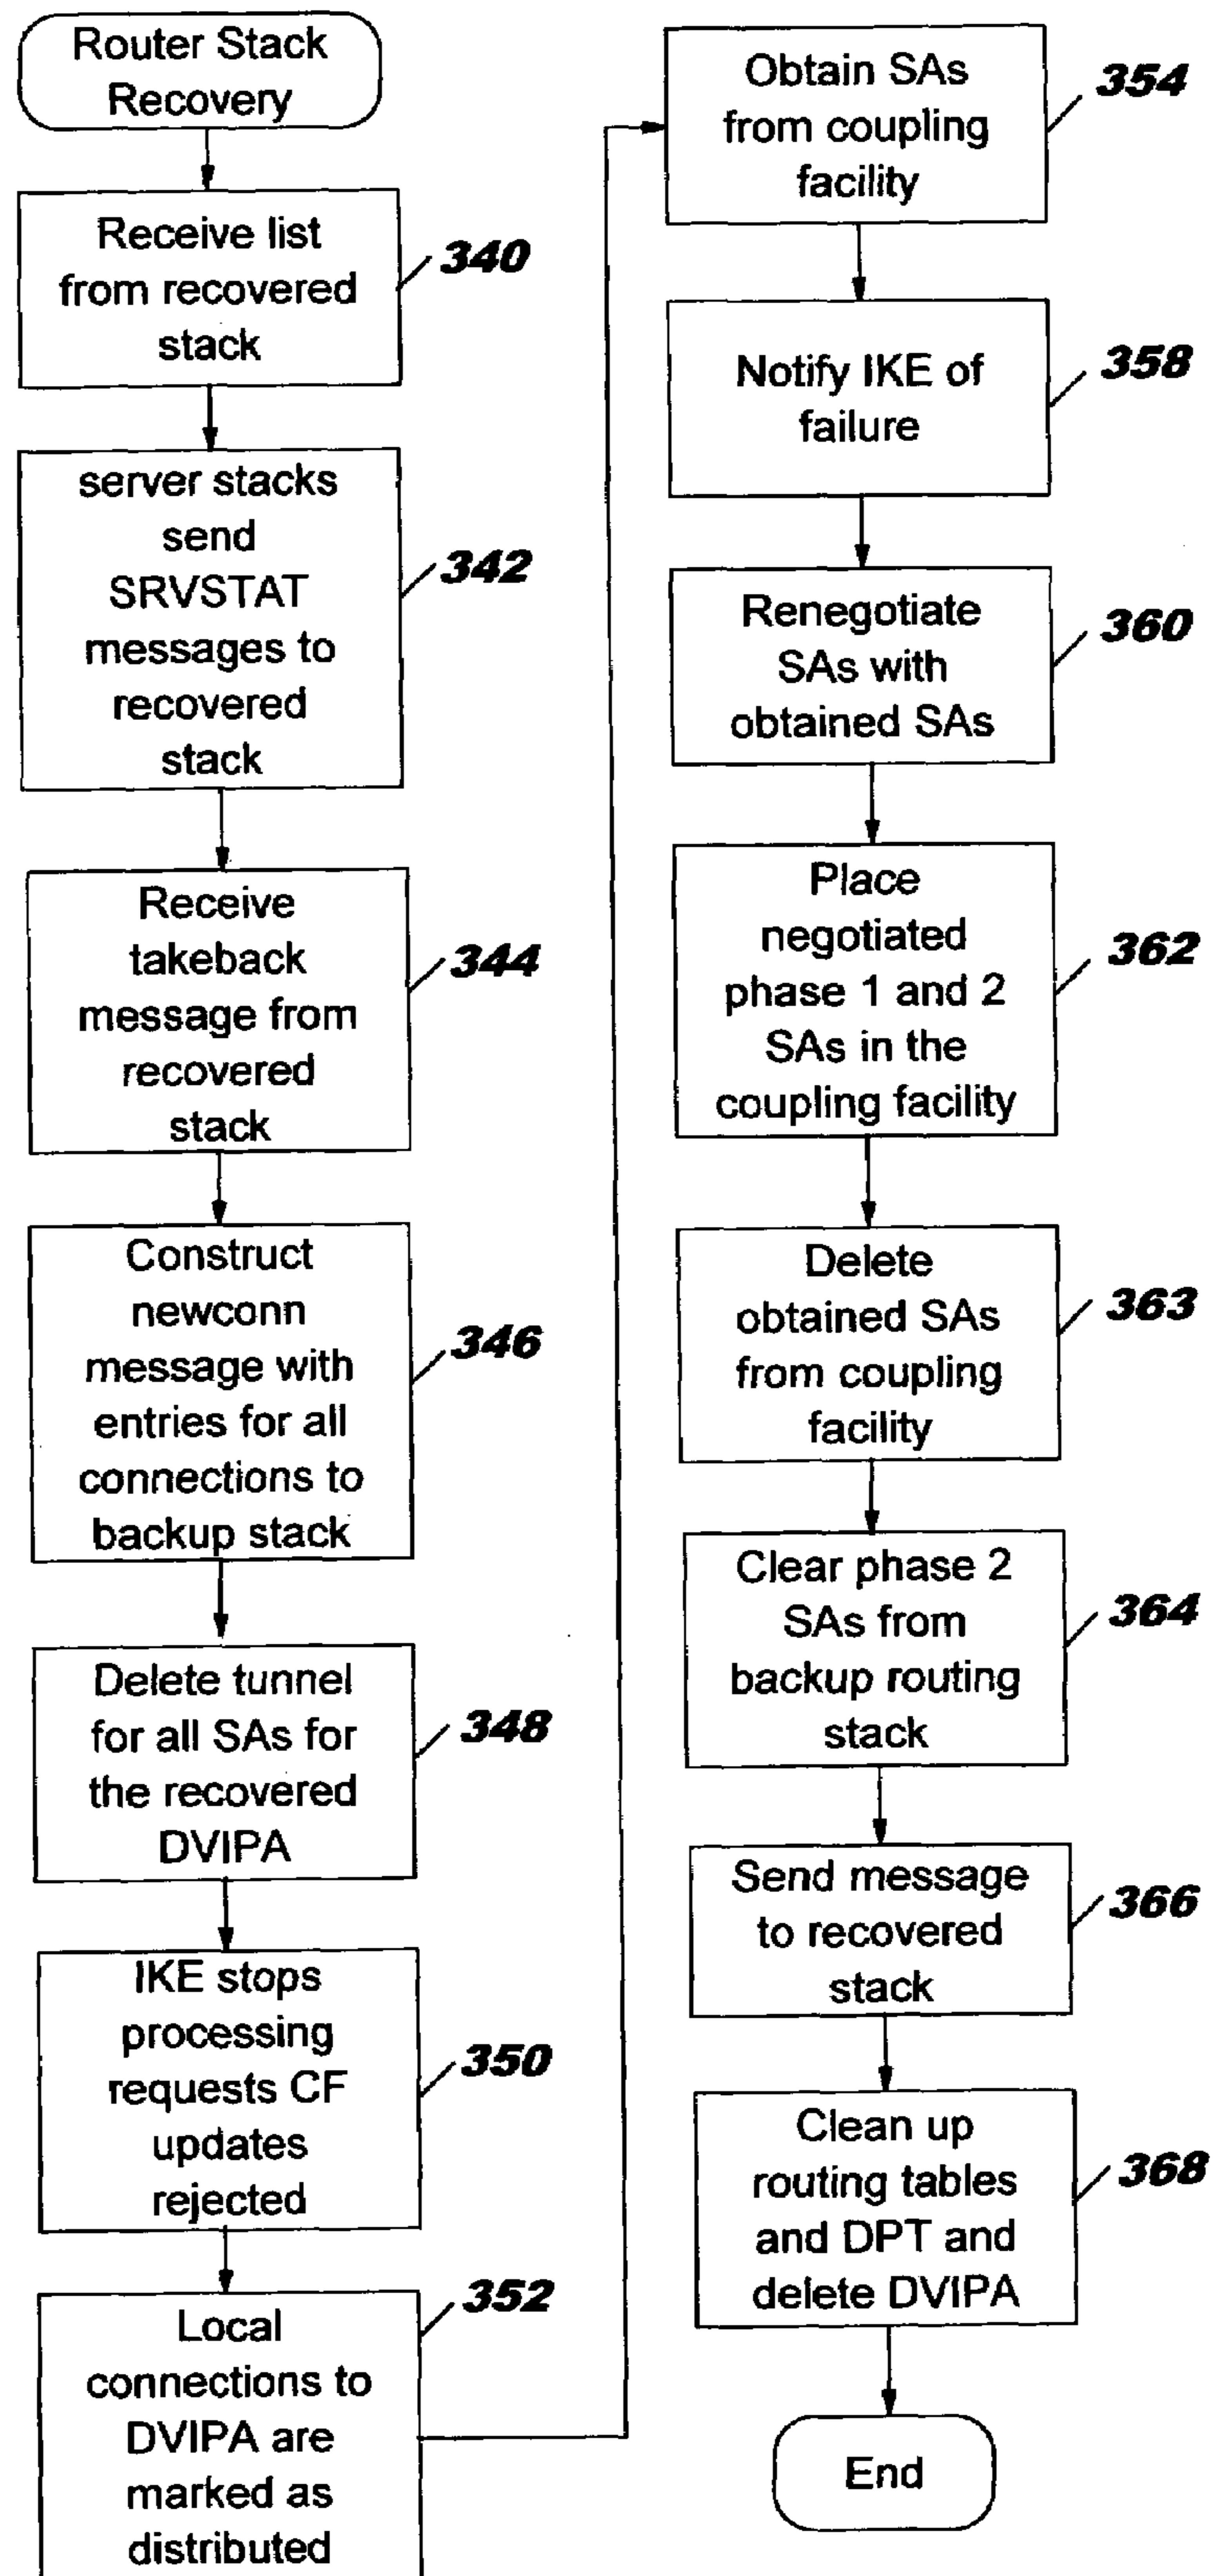 Router Stack
Recovery
Receive list
from recovered
stack
340
server stacks
send
SRVSTAT
messages to
recovered
stack
342
Receive
takeback
message from
recovered
stack
344
Construct
newconn
message with
entries for all
connections to
backup stack
346
Delete tunnel
for all SAs for
the recovered
DVIPA
348
IKE stops
processing
requests CF
updates
rejected
350
Local
connections to
DVIPA are
marked as
distributed
352
Obtain SAs
from coupling
facility
354
Notify IKE of
failure
358
Renegotiate
SAs with
obtained SAs
360
Place
negotiated
phase 1 and 2
SAs in the
coupling facility
362
Delete
obtained SAs
from coupling
facility
363
Clear phase 2
SAs from
backup routing
stack
364
Send message
to recovered
stack
366
Clean up
routing tables
and DPT and
delete DVIPA
368
End